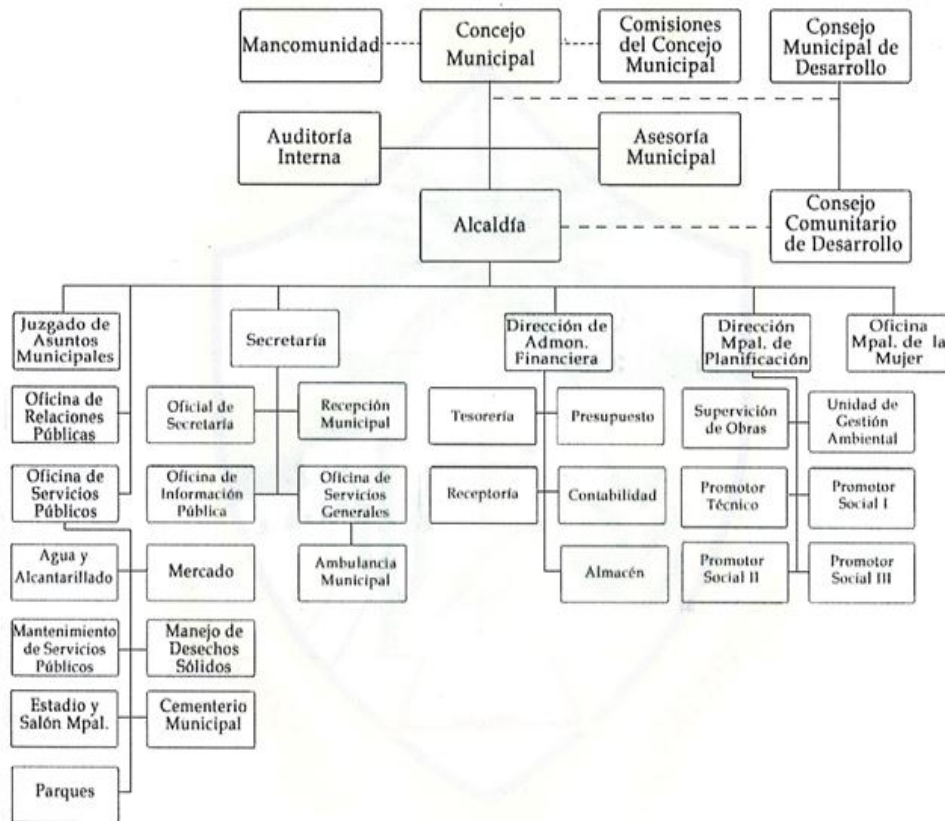 Mancomunidad
Concejo
Municipal
Comisiones
del Concejo
Municipal
Consejo
Municipal de
Desarrollo
Auditoría
Interna
Asesoría
Municipal
Alcaldía
Consejo
Comunitario
de Desarrollo
Juzgado de
Asuntos
Municipales
Secretaría
Dirección de
Admon.
Financiera
Dirección
Mpal. de
Planificación
Oficina
Mpal. de la
Mujer
Oficina de
Relaciones
Públicas
Oficial de
Secretaría
Recepción
Municipal
Tesorería
Presupuesto
Supervición
de Obras
Unidad de
Gestión
Ambiental
Oficina de
Servicios
Públicos
Oficina de
Información
Pública
Oficina de
Servicios
Generales
Receptoría
Contabilidad
Promotor
Técnico
Promotor
Social I
Agua y
Alcantarillado
Mercado
Ambulancia
Municipal
Almacén
Promotor
Social II
Promotor
Social III
Mantenimiento
de Servicios
Públicos
Manejo de
Desechos
Sólidos
Estadio y
Salón Mpal.
Cementerio
Municipal
Parques